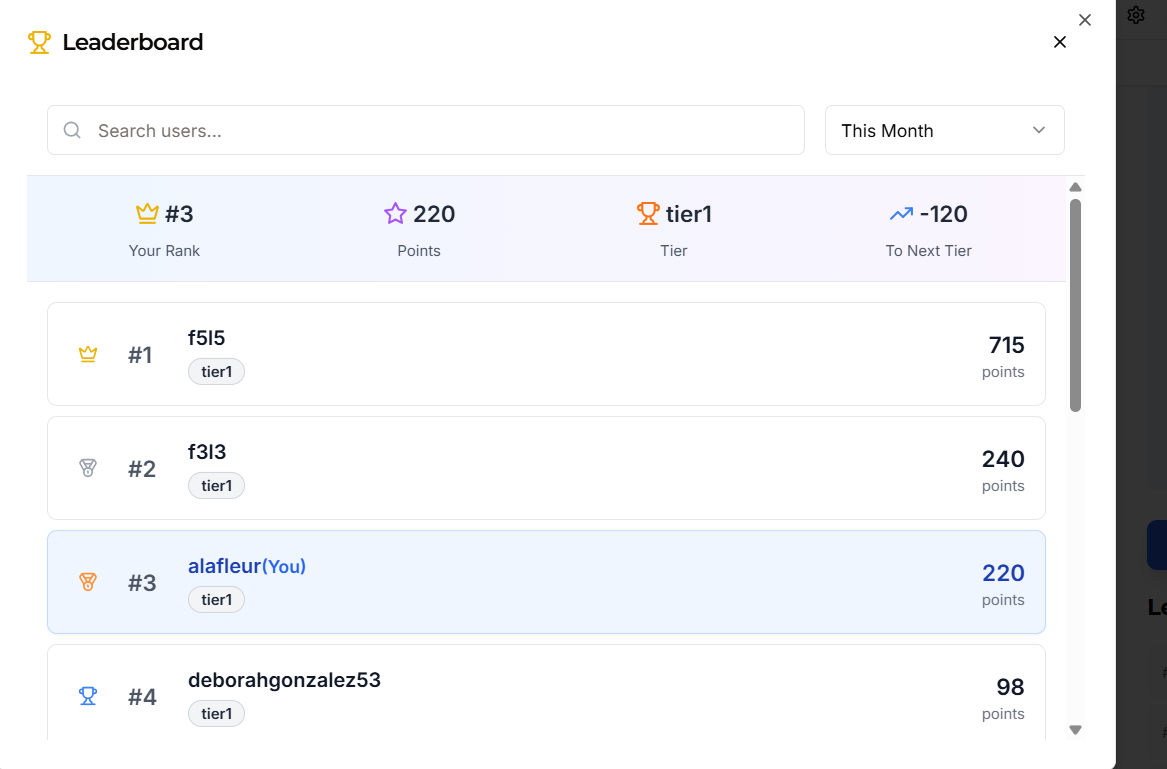 Leaderboard
Search users...
This Month
#3
Your Rank
220
Points
tier1
Tier
-120
To Next Tier
#1
f5l5
tier1
715
points
#2
f3l3
tier1
240
points
#3
alafleur(You)
tier1
220
points
#4
deborahgonzalez53
tier1
98
points
Le
#
#